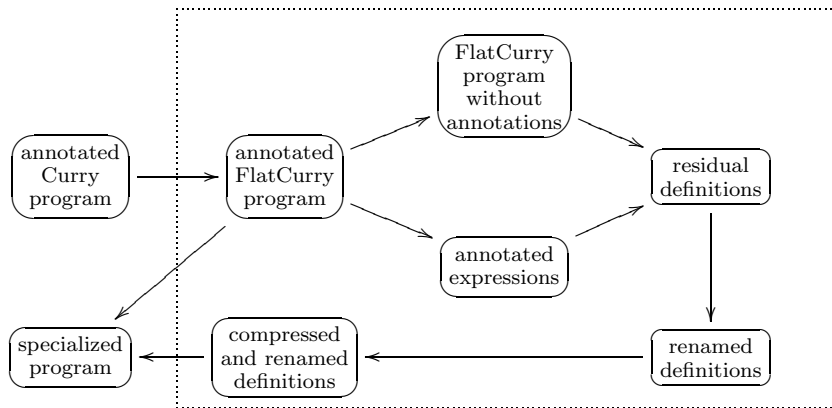 FlatCurry
program
without
annotations
annotated
Curry
program
annotated
FlatCurry
program
residual
definitions
annotated
expressions
specialized
program
compressed
and renamed
definitions
renamed
definitions